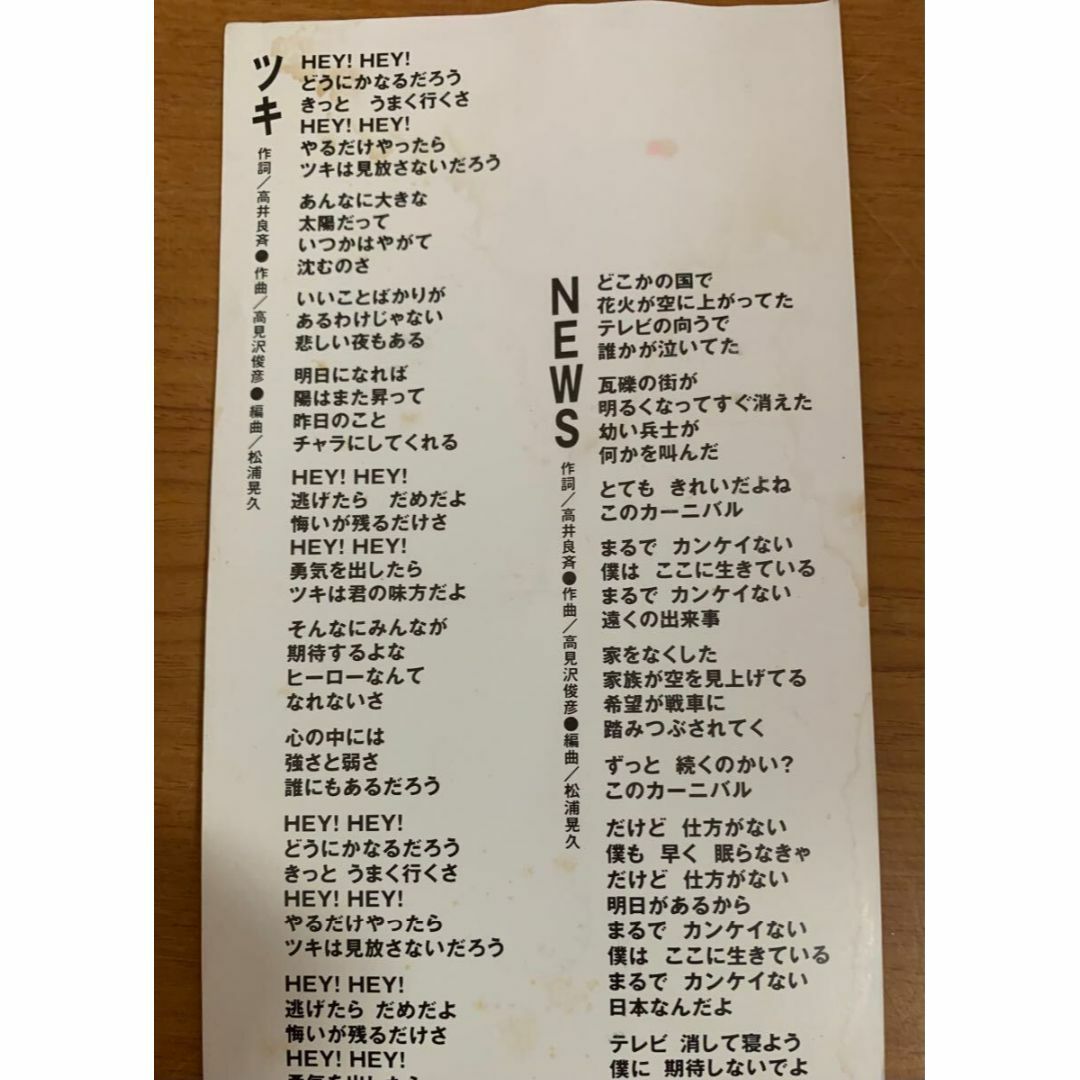 ツキ
作詞/高井良斉●作曲/高見沢俊彦●編曲/松浦晃久
HEY! HEY!
どうにかなるだろう
きっと　うまく行くさ
HEY! HEY!
やるだけやったら
ツキは見放さないだろう
あんなに大きな
太陽だって
いつかはやがて
沈むのさ
いいことばかりが
あるわけじゃない
悲しい夜もある
明日になれば
陽はまた昇って
昨日のこと
チャラにしてくれる
HEY! HEY!
逃げたら　だめだよ
悔いが残るだけさ
HEY! HEY!
勇気を出したら
ツキは君の味方だよ
そんなにみんなが
期待するよな
ヒーローなんて
なれないさ
心の中には
強さと弱さ
誰にもあるだろう
HEY! HEY!
どうにかなるだろう
きっと うまく行くさ
HEY! HEY!
やるだけやったら
ツキは見放さないだろう
HEY! HEY!
逃げたら だめだよ
悔いが残るだけさ
HEY! HEY!
勇気を出したら
NEWS
作詞/高井良斉●作曲/高見沢俊彦●編曲/松浦晃久
どこかの国で
花火が空に上がってた
テレビの向うで
誰かが泣いてた
瓦礫の街が
明るくなってすぐ消えた
幼い兵士が
何かを叫んだ
とても　きれいだよね
このカーニバル
まるで　カンケイない
僕は　ここに生きている
まるで　カンケイない
遠くの出来事
家をなくした
家族が空を見上げてる
希望が戦車に
踏みつぶされてく
ずっと　続くのかい？
このカーニバル
だけど　仕方がない
僕も　早く　眠らなきゃ
だけど　仕方がない
明日があるから
まるで　カンケイない
僕は　ここに生きている
まるで　カンケイない
日本なんだよ
テレビ　消して寝よう
僕に　期待しないでよ